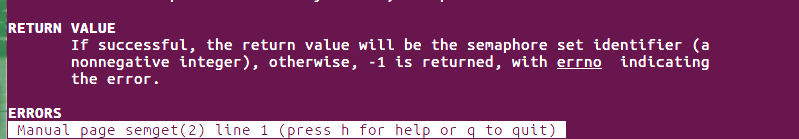 RETURN VALUE
If successful, the return value will be the semaphore set identifier (a
nonnegative integer), otherwise, -1 is returned, with errno indicating
the error.
ERRORS
Manual page semget(2) line 1 (press h for help or q to quit)